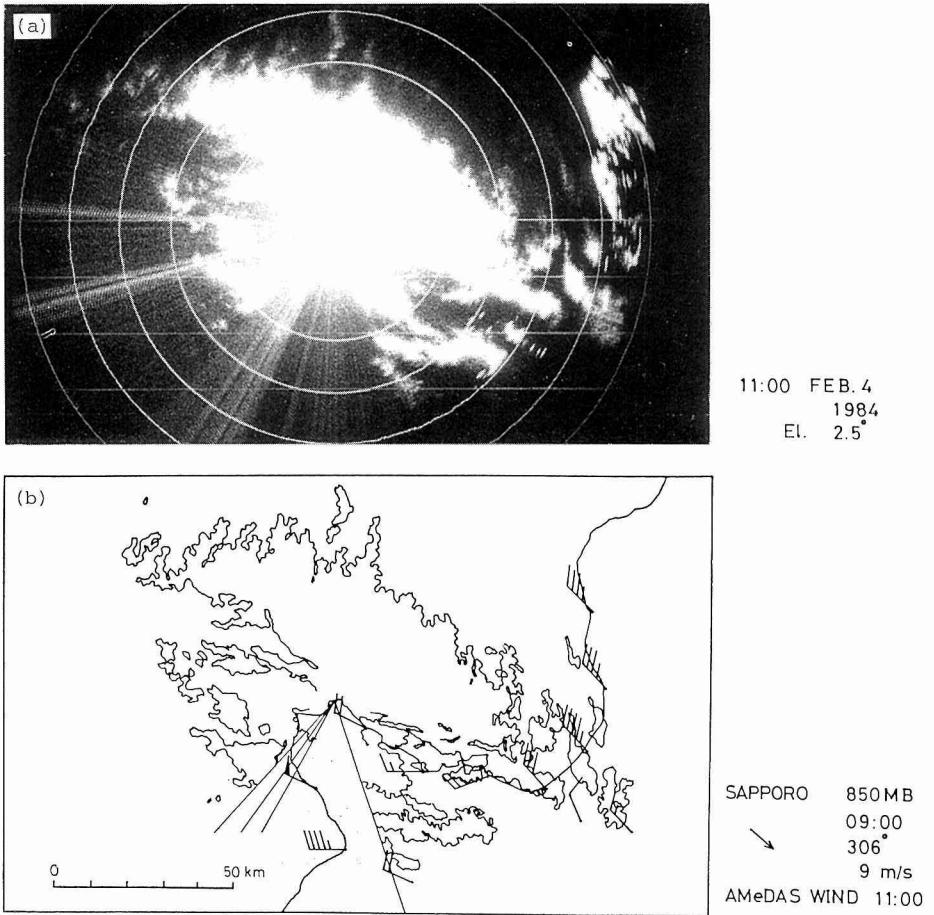 (a)
11:00 FEB. 4
1984
El. 2.5°
(b)
0 50 km
SAPPORO 850MB
09:00
306°
9 m/s
AMeDAS WIND 11:00